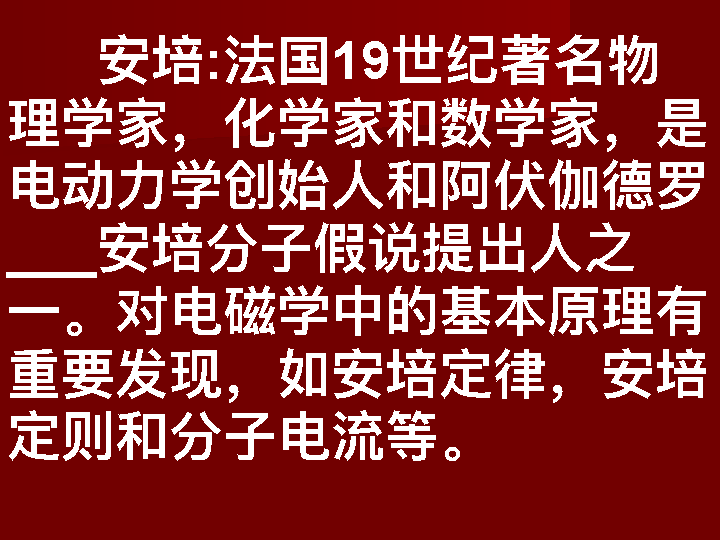 安培:法国19世纪著名物
理学家，化学家和数学家，是
电动力学创始人和阿伏伽德罗
___安培分子假说提出人之
一。对电磁学中的基本原理有
重要发现，如安培定律，安培
定则和分子电流等。